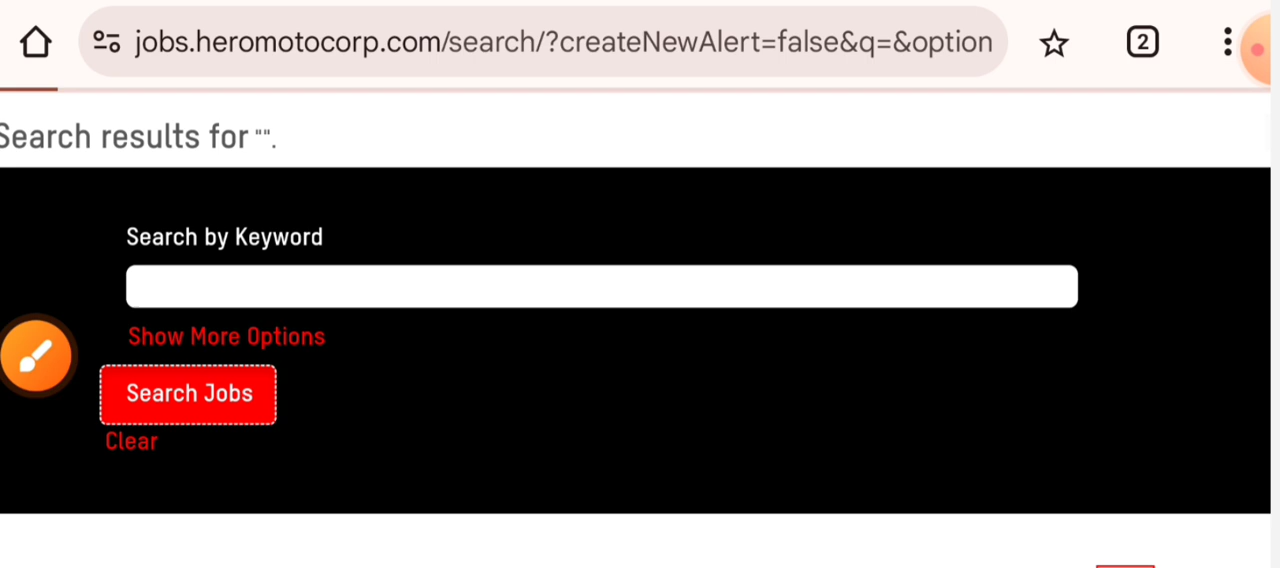 jobs.heromotocorp.com/search/?createNewAlert=false&q=&option
2
Search results for "".
Search by Keyword
Show More Options
Search Jobs
Clear